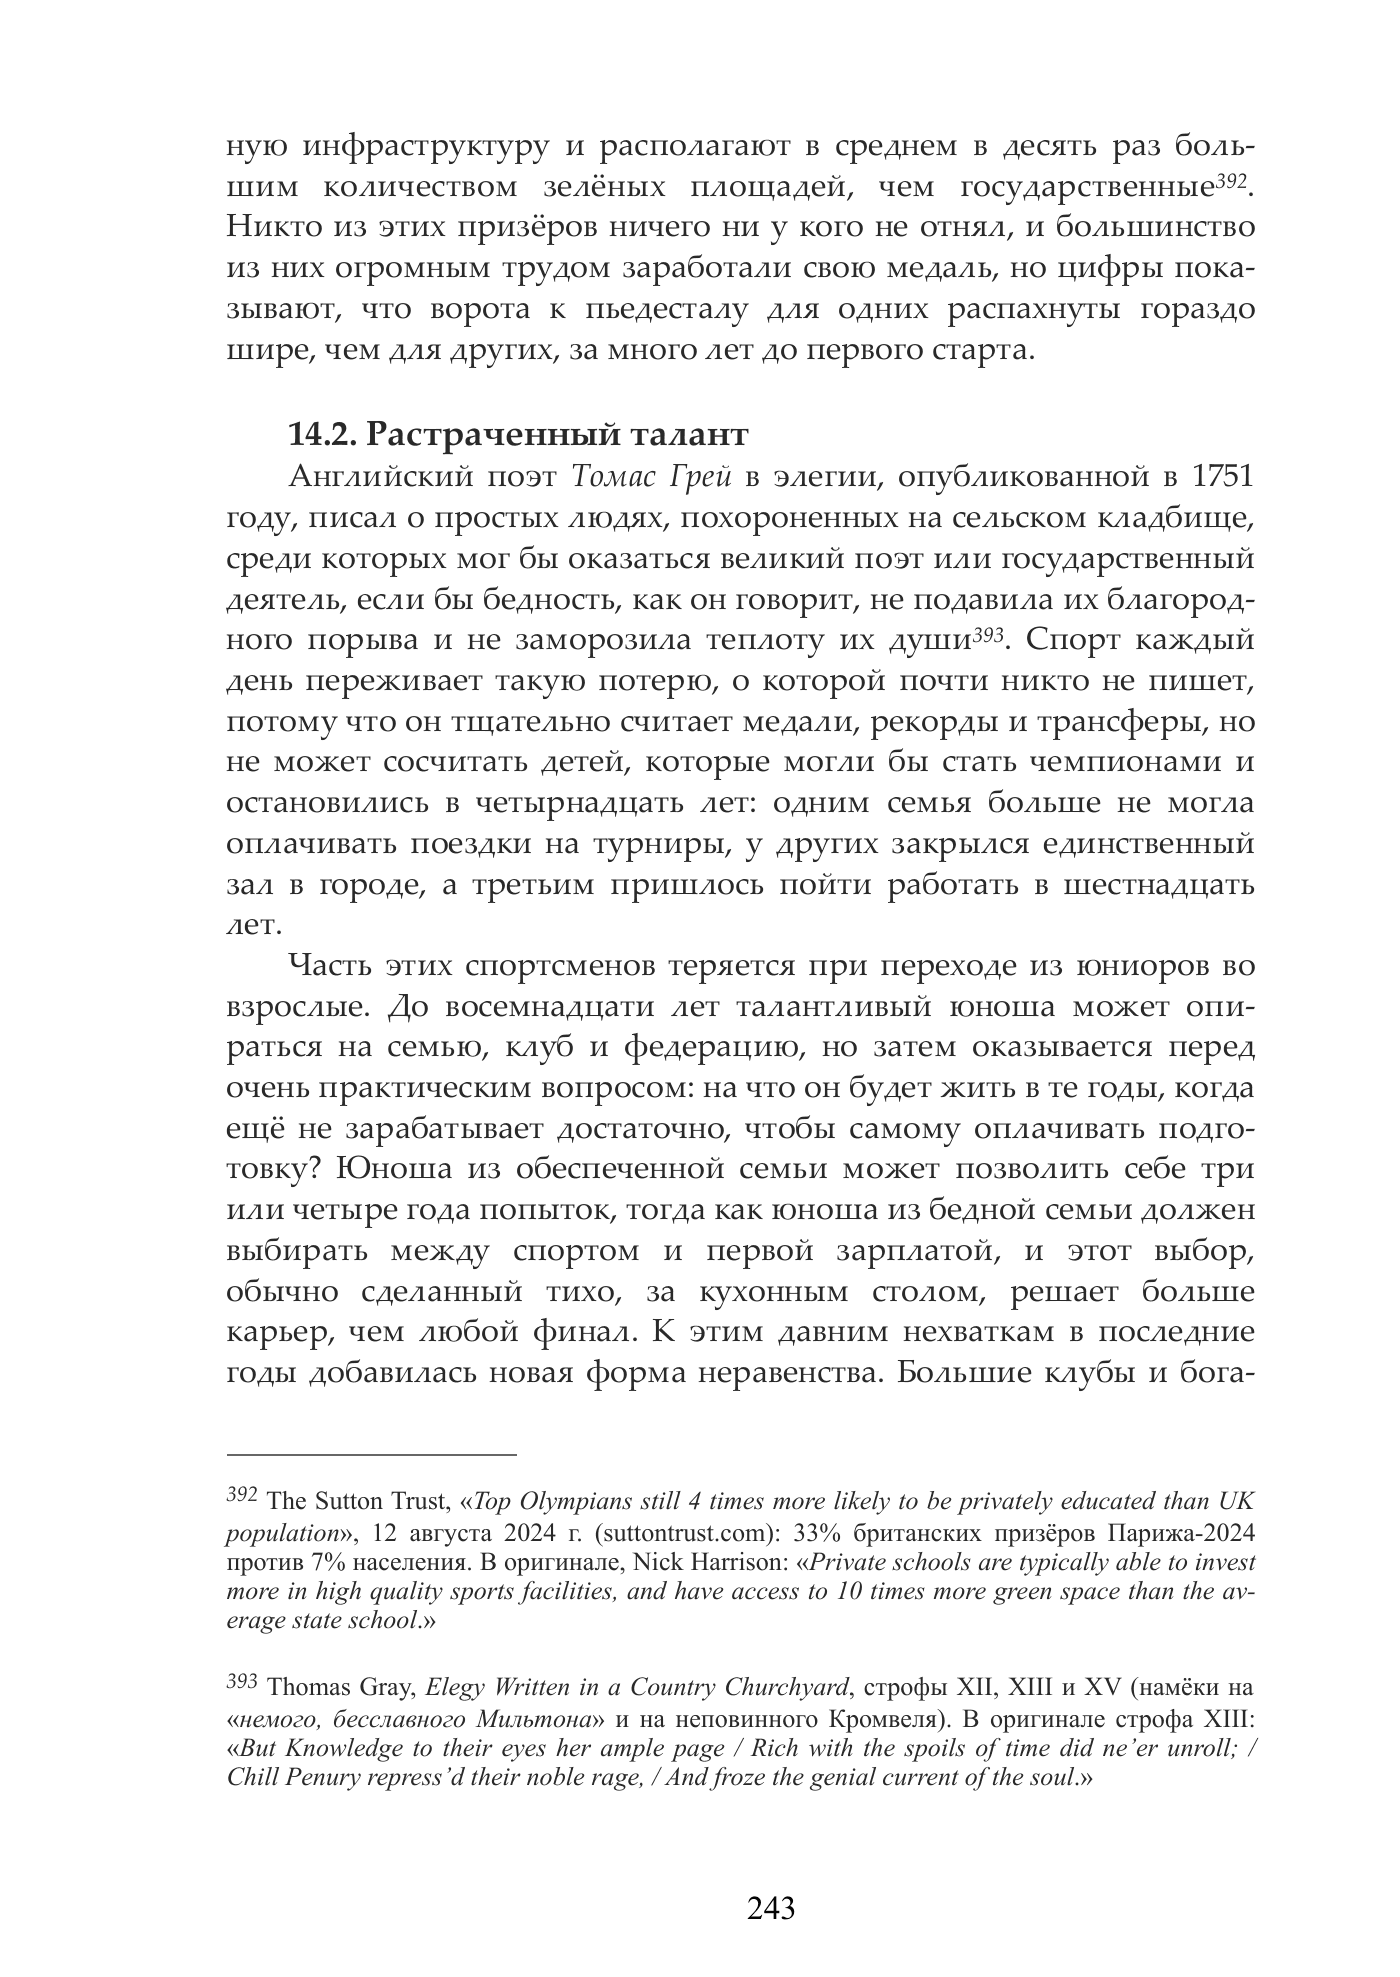 ную инфраструктуру и располагают в среднем в десять раз боль-
шим количеством зелёных площадей, чем государственные392.
Никто из этих призёров ничего ни у кого не отнял, и большинство
из них огромным трудом заработали свою медаль, но цифры пока-
зывают, что ворота к пьедесталу для одних распахнуты гораздо
шире, чем для других, за много лет до первого старта.
14.2. Растраченный талант
Английский поэт Томас Грей в элегии, опубликованной в 1751
году, писал о простых людях, похороненных на сельском кладбище,
среди которых мог бы оказаться великий поэт или государственный
деятель, если бы бедность, как он говорит, не подавила их благород-
ного порыва и не заморозила теплоту их души393. Спорт каждый
день переживает такую потерю, о которой почти никто не пишет,
потому что он тщательно считает медали, рекорды и трансферы, но
не может сосчитать детей, которые могли бы стать чемпионами и
остановились в четырнадцать лет: одним семья больше не могла
оплачивать поездки на турниры, у других закрылся единственный
зал в городе, а третьим пришлось пойти работать в шестнадцать
лет.
Часть этих спортсменов теряется при переходе из юниоров во
взрослые. До восемнадцати лет талантливый юноша может опи-
раться на семью, клуб и федерацию, но затем оказывается перед
очень практическим вопросом: на что он будет жить в те годы, когда
ещё не зарабатывает достаточно, чтобы самому оплачивать подго-
товку? Юноша из обеспеченной семьи может позволить себе три
или четыре года попыток, тогда как юноша из бедной семьи должен
выбирать между спортом и первой зарплатой, и этот выбор,
обычно сделанный тихо, за кухонным столом, решает больше
карьер, чем любой финал. К этим давним нехваткам в последние
годы добавилась новая форма неравенства. Большие клубы и бога-
392 The Sutton Trust, «Top Olympians still 4 times more likely to be privately educated than UK
population», 12 августа 2024 г. (suttontrust.com): 33% британских призёров Парижа-2024
против 7% населения. В оригинале, Nick Harrison: «Private schools are typically able to invest
more in high quality sports facilities, and have access to 10 times more green space than the av-
erage state school.»
393 Thomas Gray, Elegy Written in a Country Churchyard, строфы XII, XIII и XV (намёки на
«немого, бесславного Мильтона» и на неповинного Кромвеля). В оригинале строфа XIII:
«But Knowledge to their eyes her ample page / Rich with the spoils of time did ne’er unroll; /
Chill Penury repress’d their noble rage, / And froze the genial current of the soul.»
243